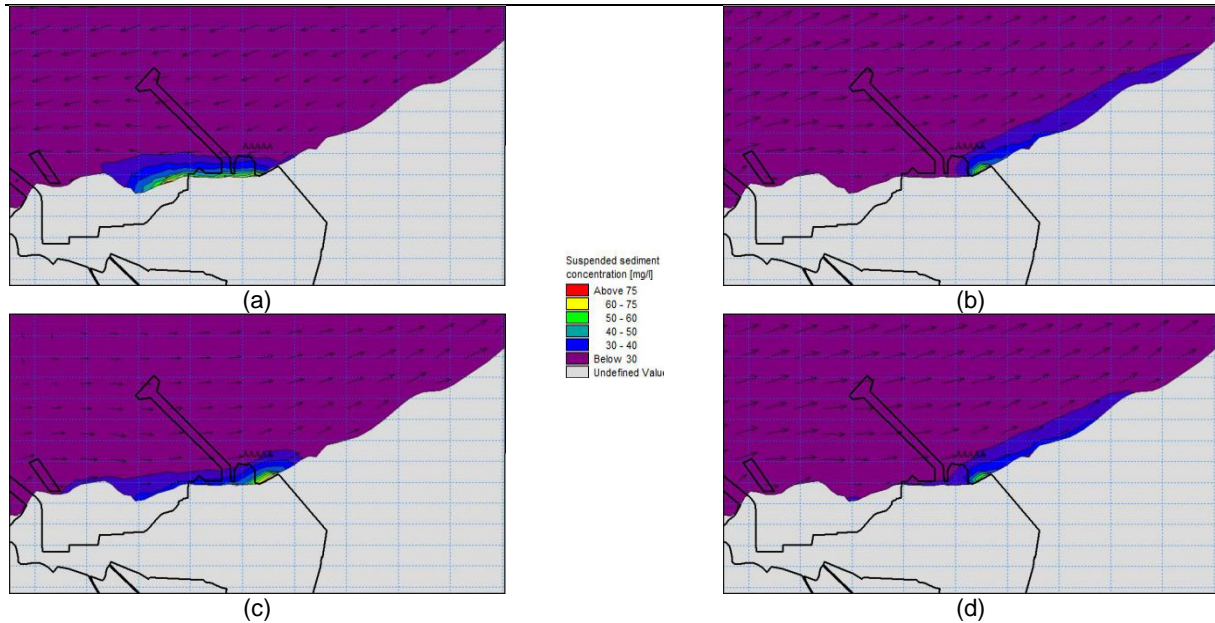 (a)
(b)
Suspended sediment
concentration [mg/l]
Above 75
60 - 75
50 - 60
40 - 50
30 - 40
Below 30
Undefined Valu
(c)
(d)